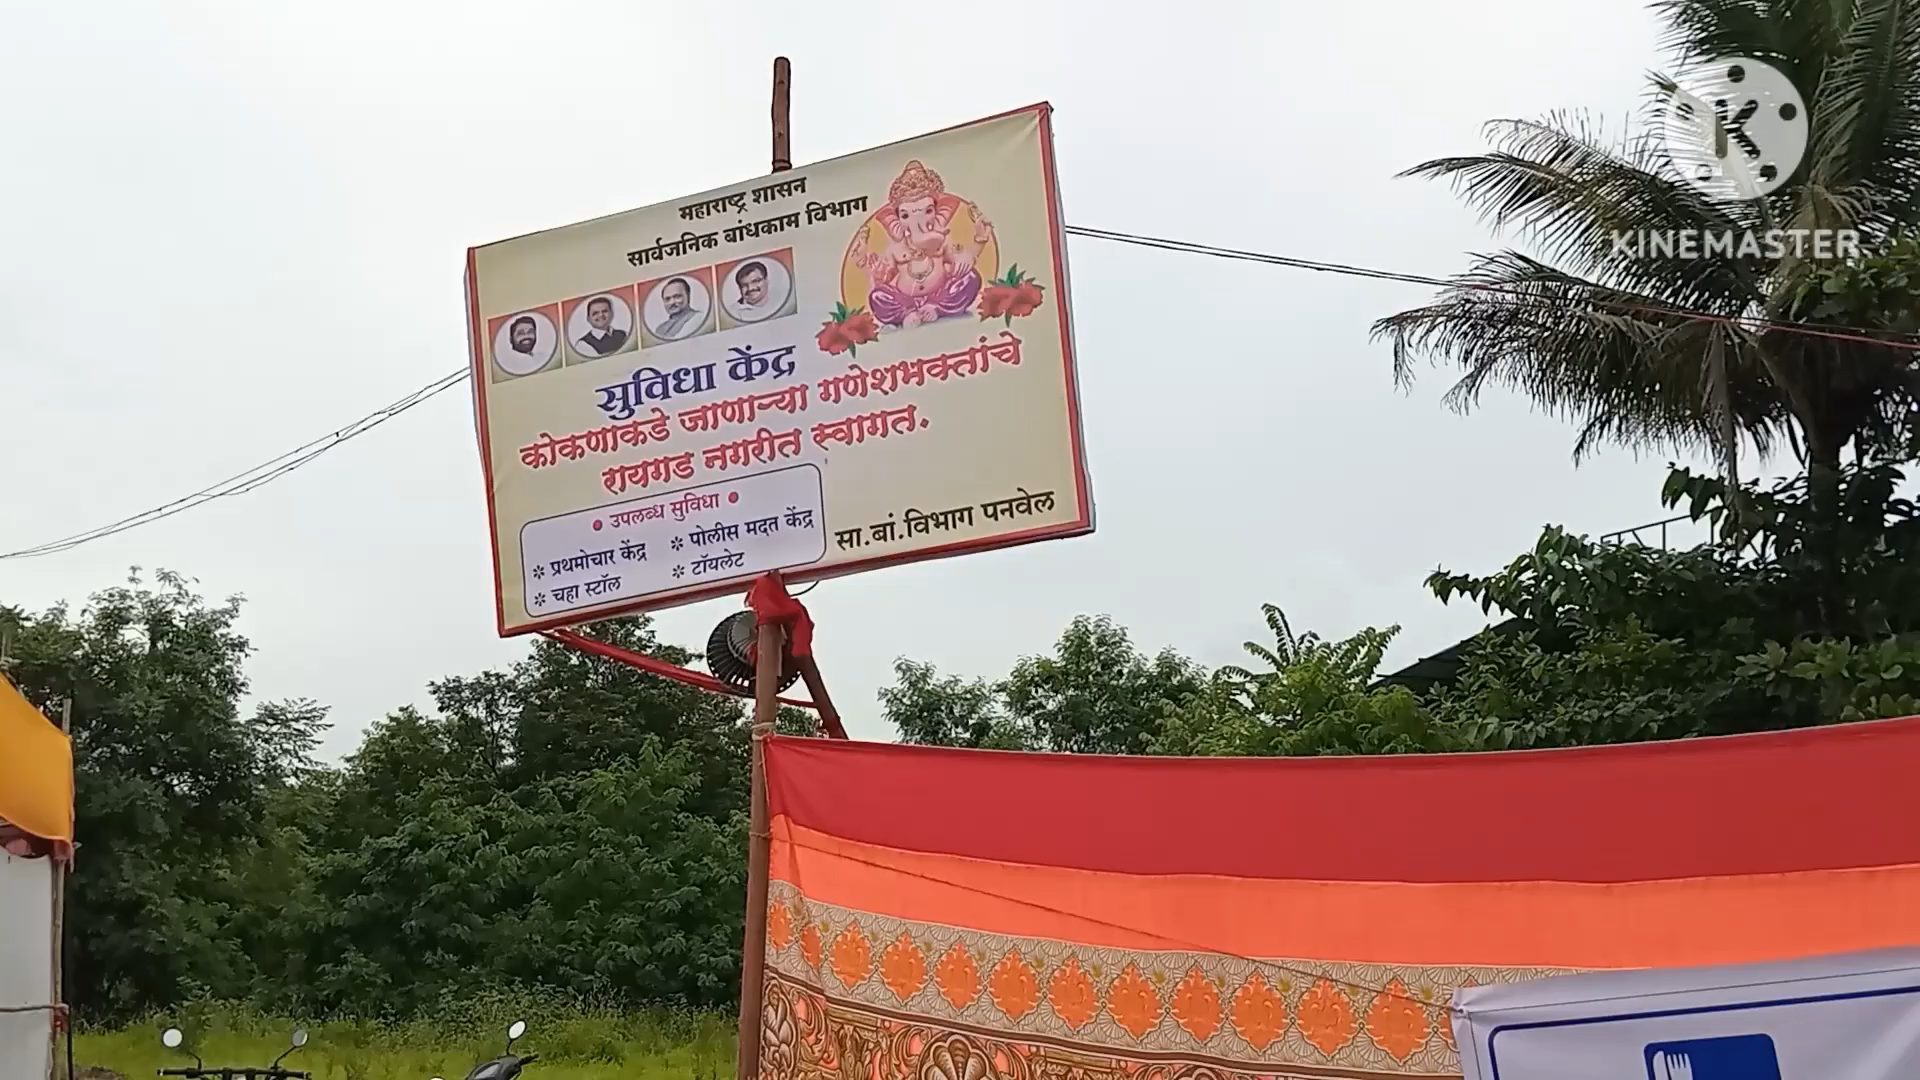 महाराष्ट्र शासन
सार्वजनिक बांधकाम विभाग
सुविधा केंद्र
कोकणाकडे जाणाऱ्या गणेशभक्तांचे
रायगड नगरीत स्वागत.
उपलब्ध सुविधा
* प्रथमोचार केंद्र
* पोलीस मदत केंद्र
* चहा स्टॉल
* टॉयलेट
सा.बां.विभाग पनवेल
K
KINEMASTER